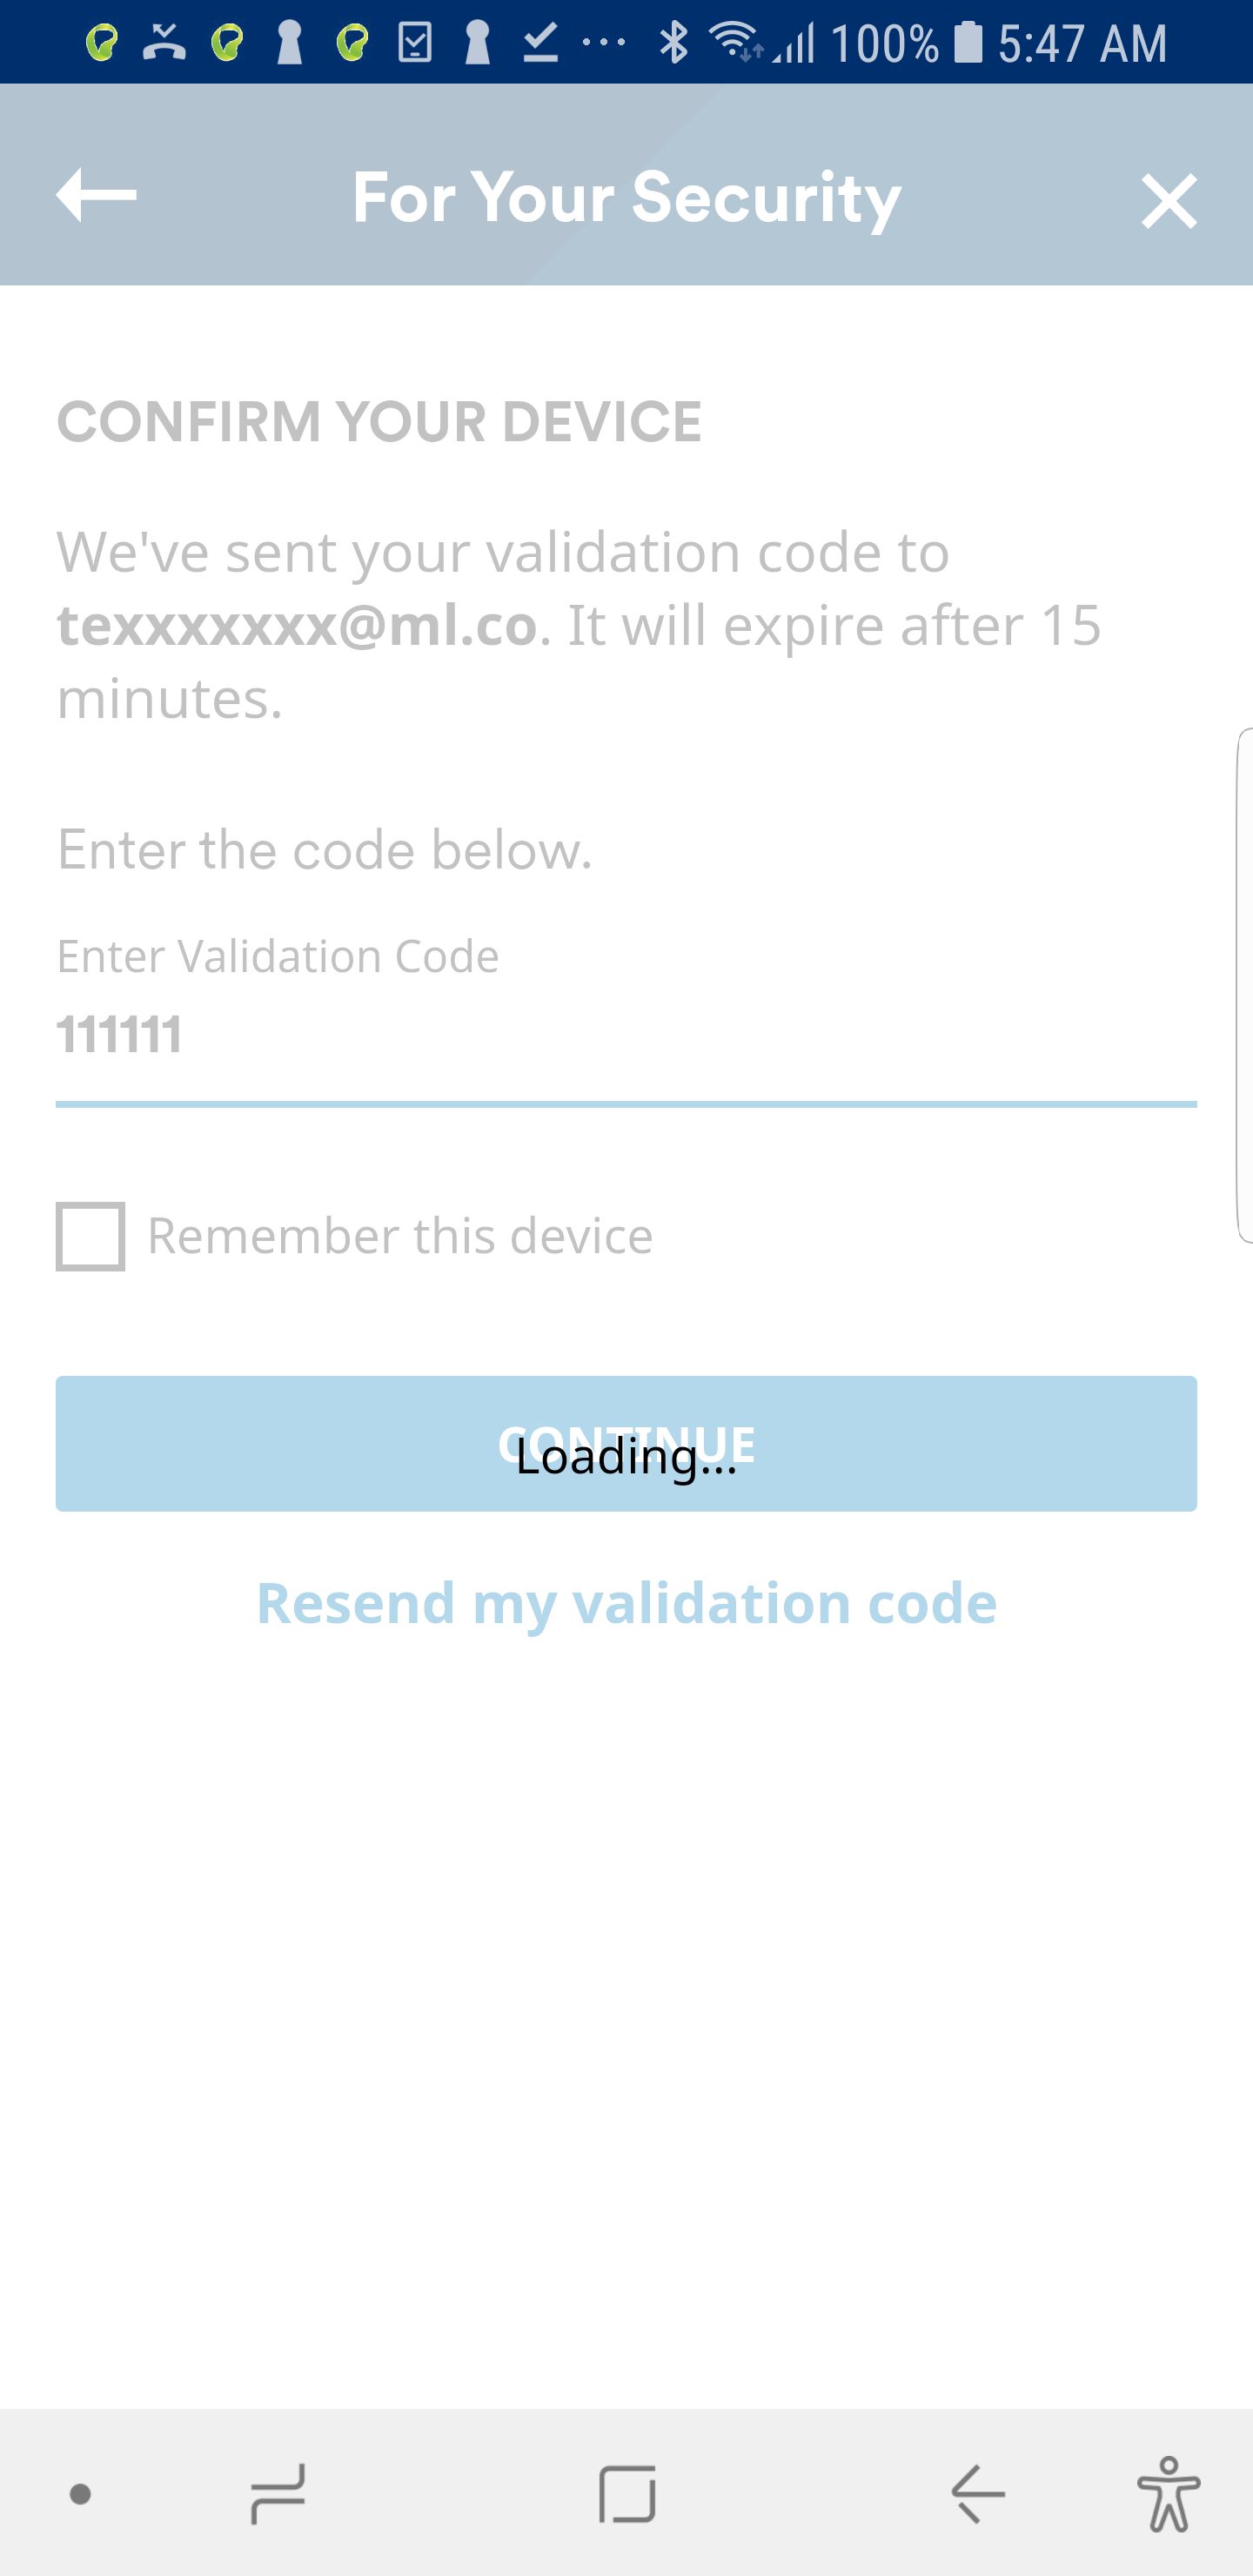 100% 5:47 AM
For Your Security
CONFIRM YOUR DEVICE
We've sent your validation code to
texxxxxxx@ml.co. It will expire after 15
minutes.
Enter the code below.
Enter Validation Code
111111
Remember this device
CONTINUE
Loading...
Resend my validation code